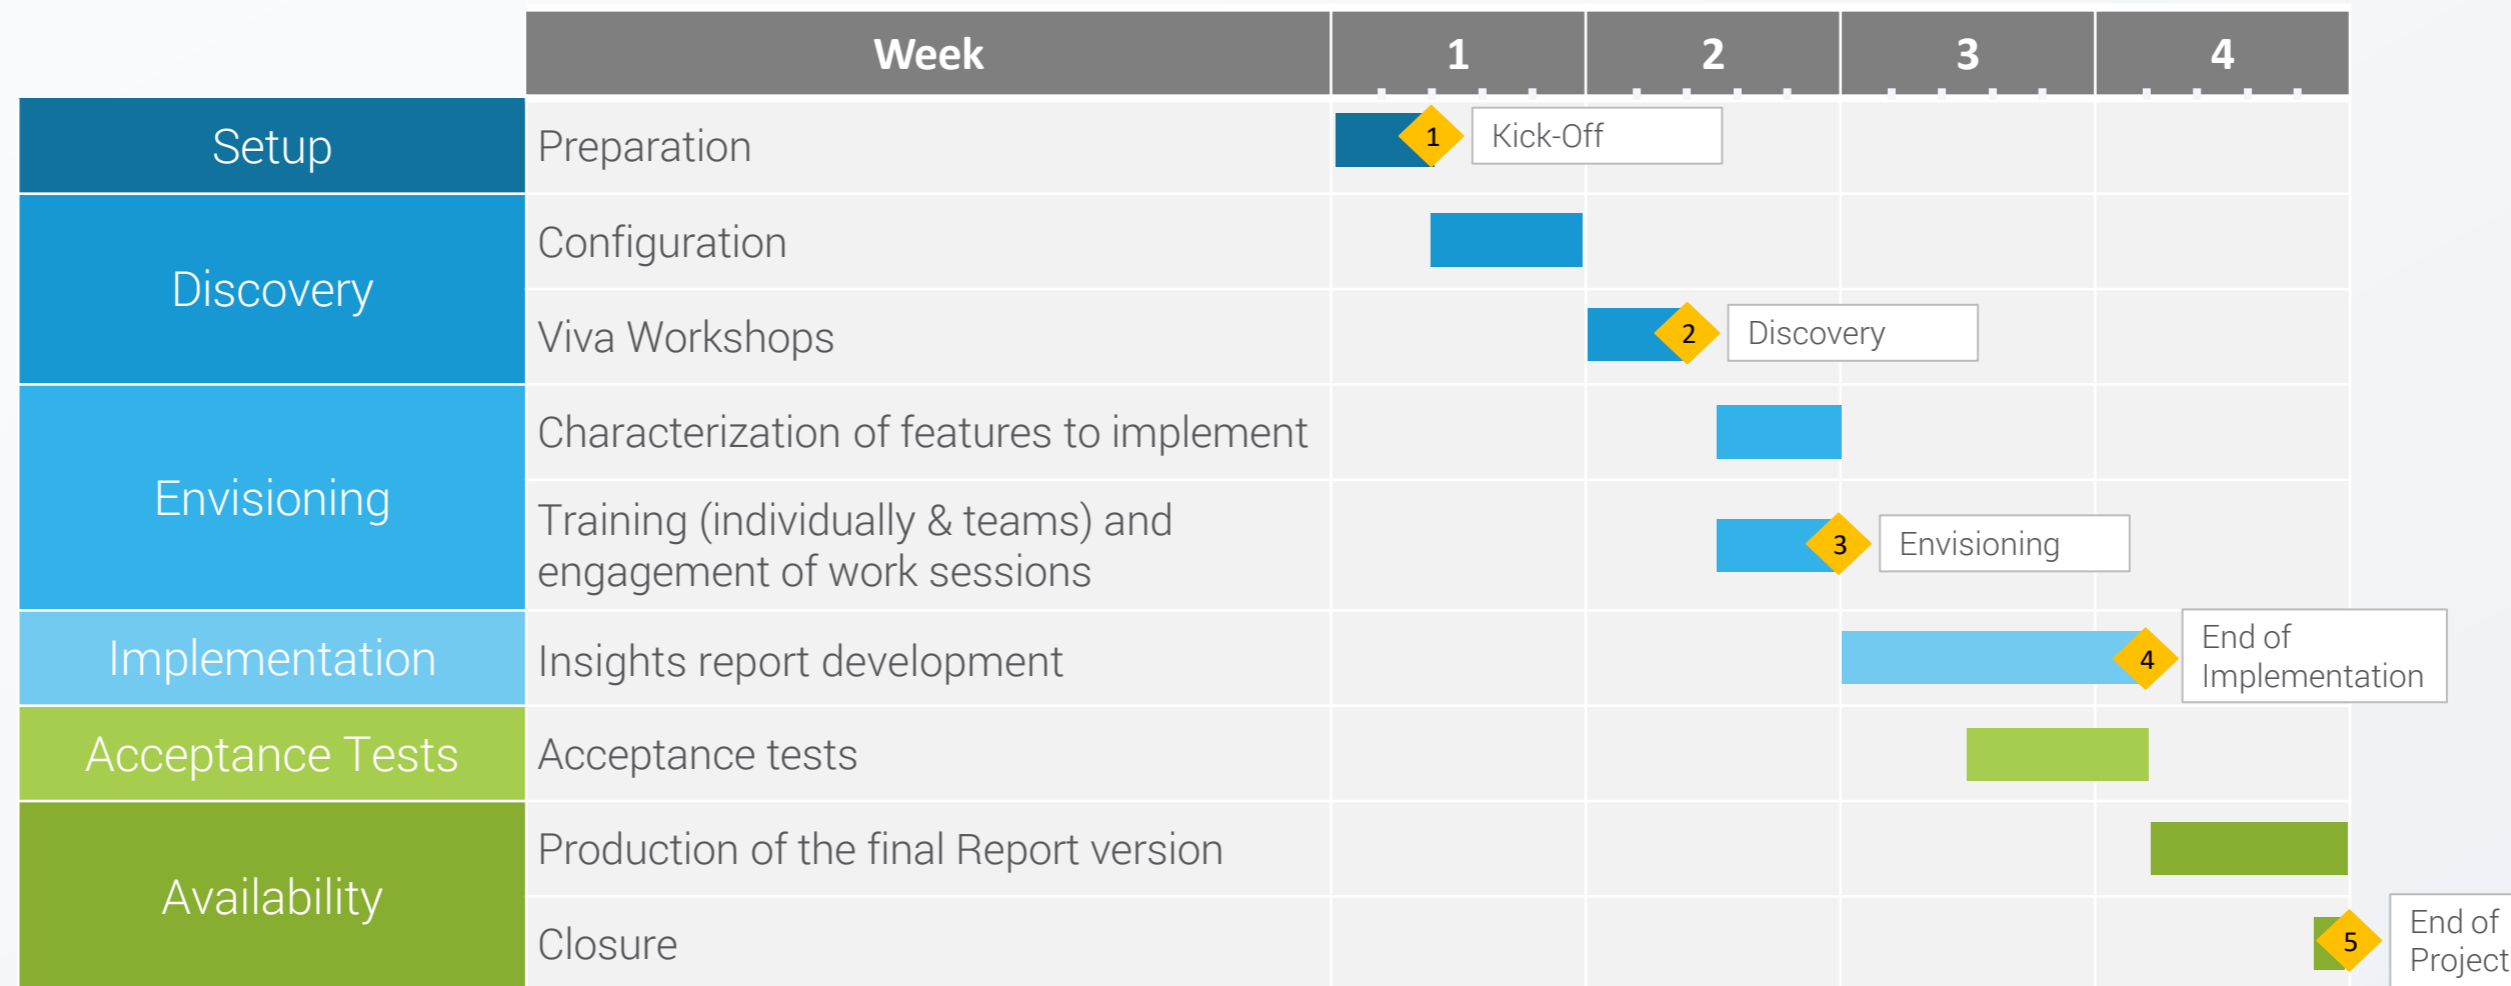 Week 1 2 3 4
Setup
Preparation
1
Kick-Off
Discovery
Configuration
Viva Workshops
2
Discovery
Envisioning
Characterization of features to implement
Training (individually & teams) and
engagement of work sessions
3
Envisioning
Implementation
Insights report development
4
End of
Implementation
Acceptance Tests
Acceptance tests
Availability
Production of the final Report version
Closure
5
End of
Project